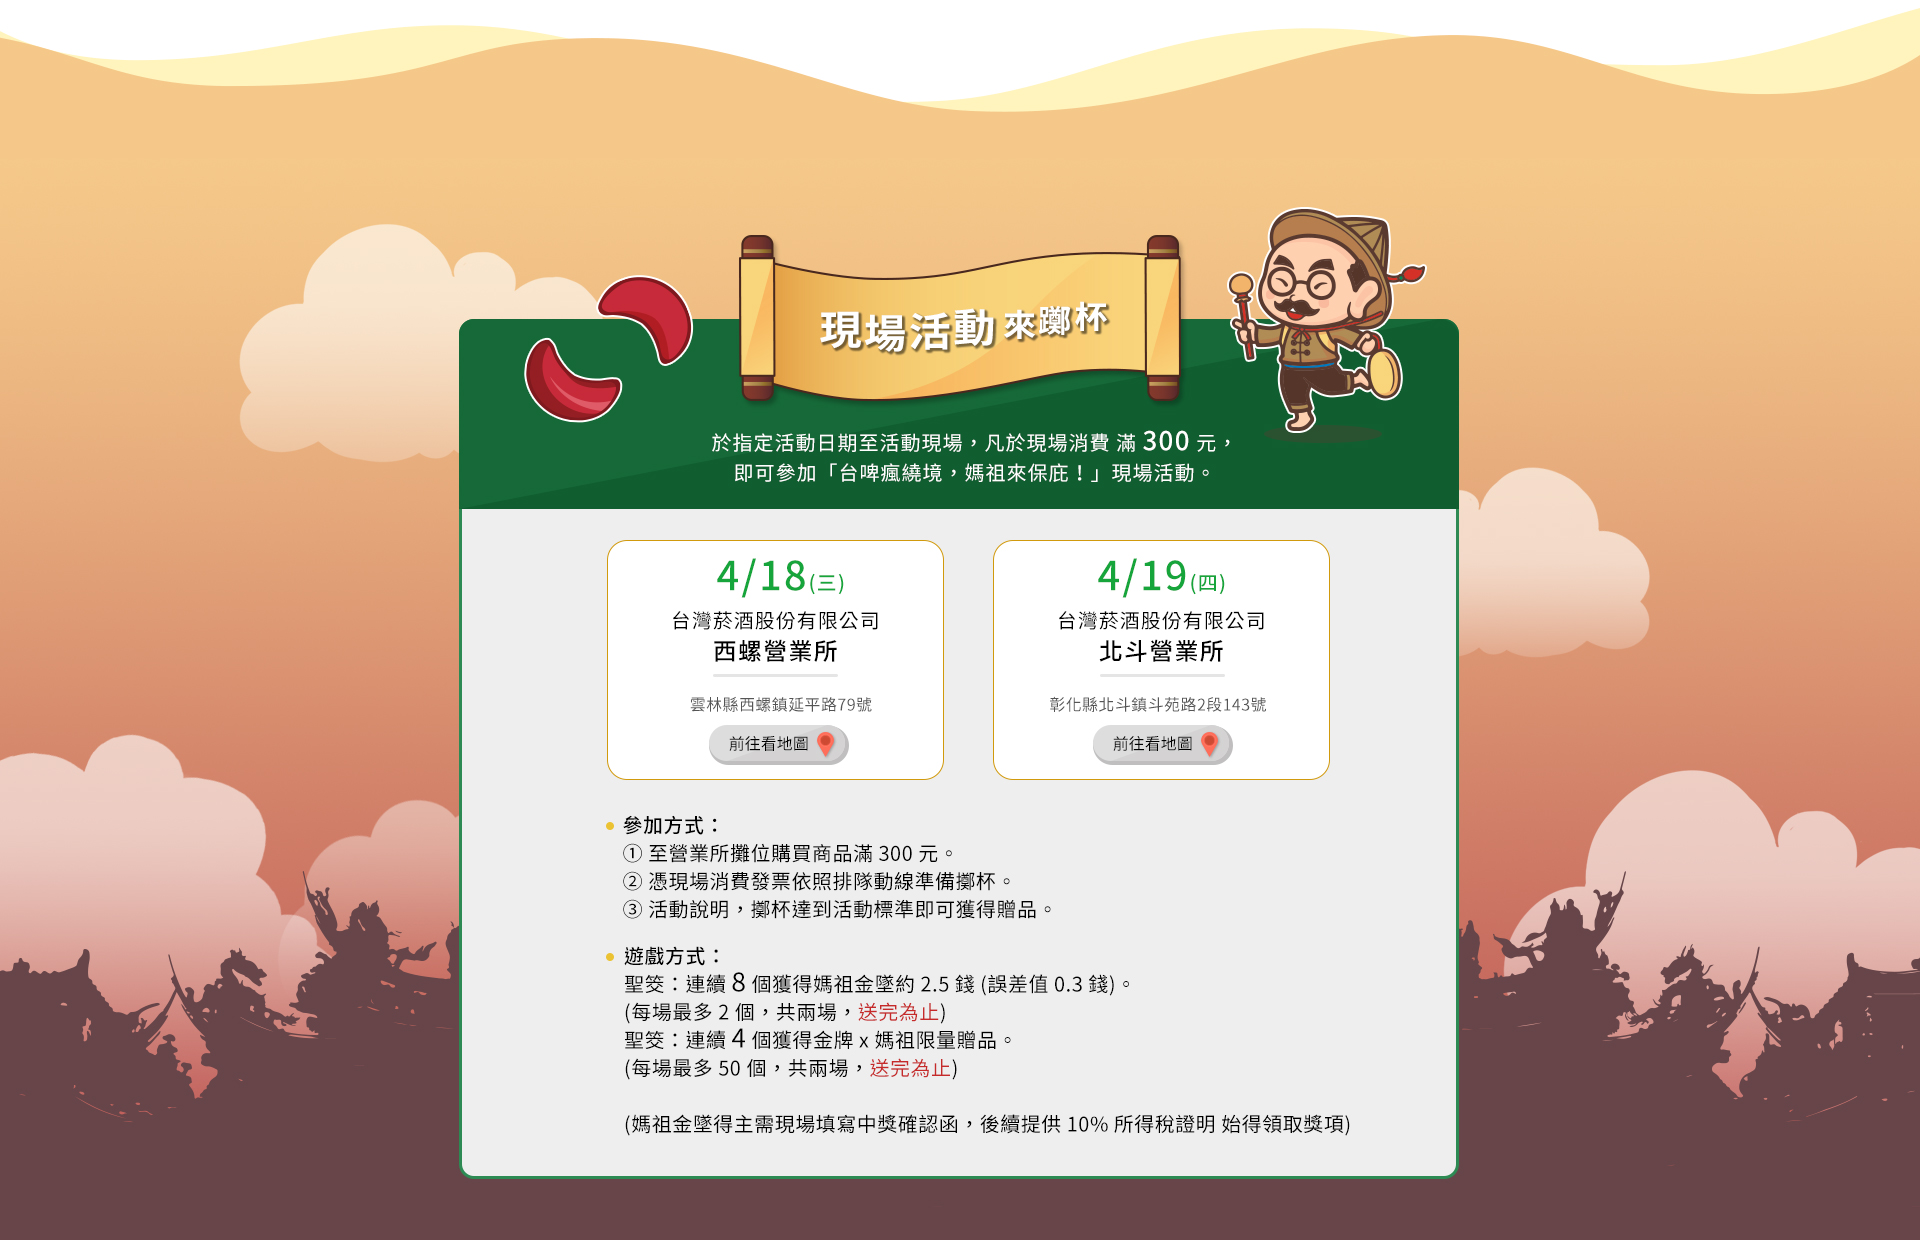 現場活動來躑杯
於指定活動日期至活動現場，凡於現場消費 滿 300 元，
即可參加「台啤瘋繞境，媽祖來保庇！」現場活動。
4/18(三)
台灣菸酒股份有限公司
西螺營業所
雲林縣西螺鎮延平路79號
前往看地圖
4/19(四)
台灣菸酒股份有限公司
北斗營業所
彰化縣北斗鎮斗苑路2段143號
前往看地圖
參加方式：
① 至營業所攤位購買商品滿 300 元。
② 憑現場消費發票依照排隊動線準備擲杯。
③ 活動說明，擲杯達到活動標準即可獲得贈品。
遊戲方式：
聖筊：連續 8 個獲得媽祖金墜約 2.5 錢 (誤差值 0.3 錢)。
(每場最多 2 個，共兩場，送完為止)
聖筊：連續 4 個獲得金牌 x 媽祖限量贈品。
(每場最多 50 個，共兩場，送完為止)
(媽祖金墜得主需現場填寫中獎確認函，後續提供 10% 所得稅證明 始得領取獎項)